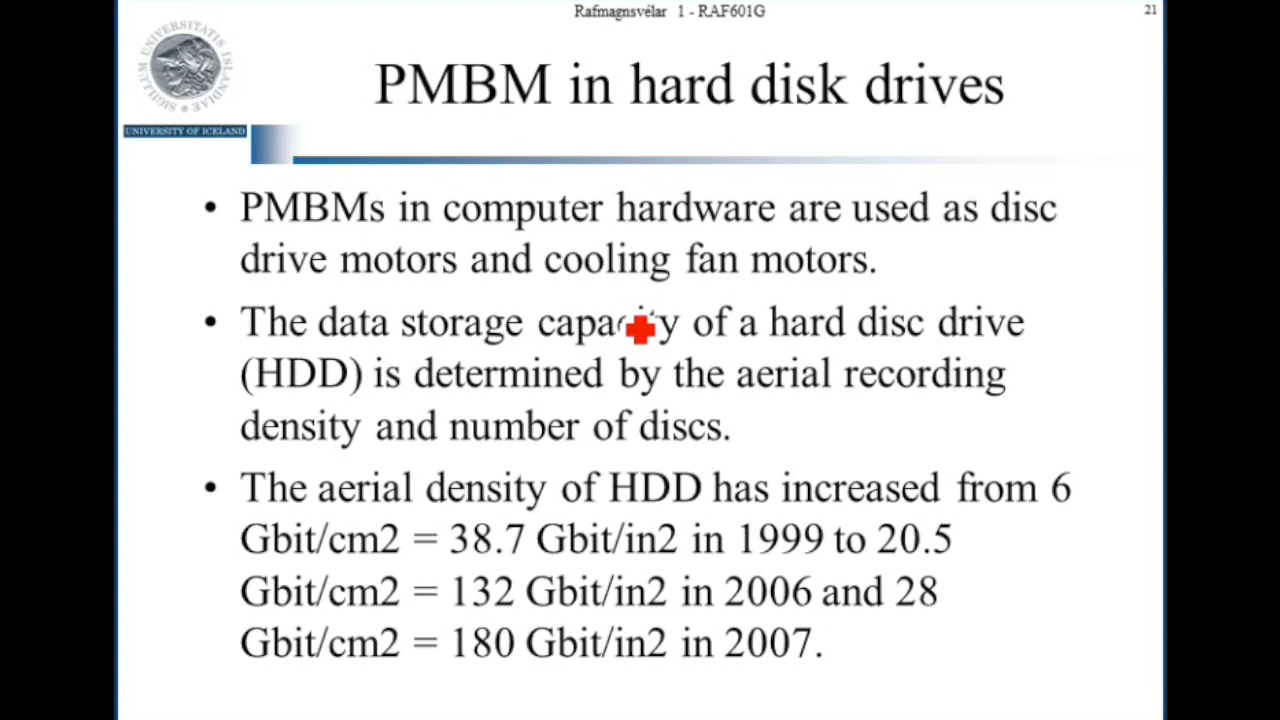 Rafmagnsvélar 1 - RAF601G
21
SIGILLUM UNIVERSITATIS ISLANDIAE
UNIVERSITY OF ICELAND
PMBM in hard disk drives
• PMBMs in computer hardware are used as disc
drive motors and cooling fan motors.
• The data storage capacity of a hard disc drive
(HDD) is determined by the aerial recording
density and number of discs.
• The aerial density of HDD has increased from 6
Gbit/cm2 = 38.7 Gbit/in2 in 1999 to 20.5
Gbit/cm2 = 132 Gbit/in2 in 2006 and 28
Gbit/cm2 = 180 Gbit/in2 in 2007.